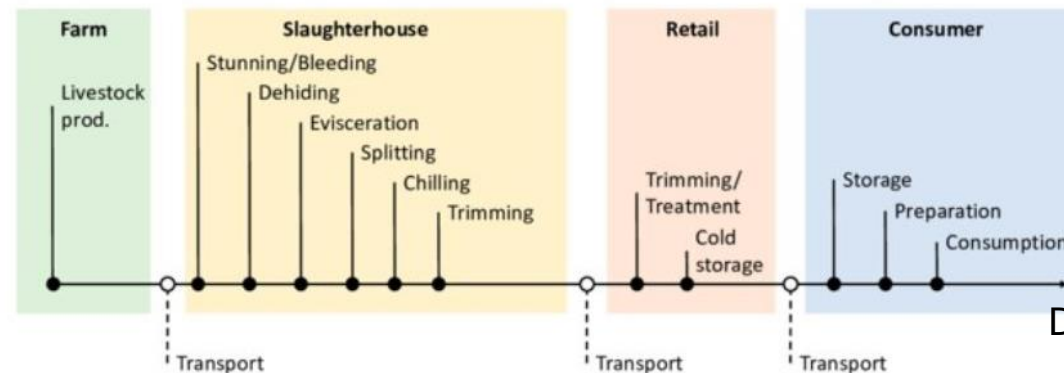 Farm
Slaughterhouse
Retail
Consumer
Livestock
prod.
Stunning/Bleeding
Dehiding
Evisceration
Splitting
Chilling
Trimming
Trimming/
Treatment
Cold
storage
Storage
Preparation
Consumption
D
Transport
Transport
Transport